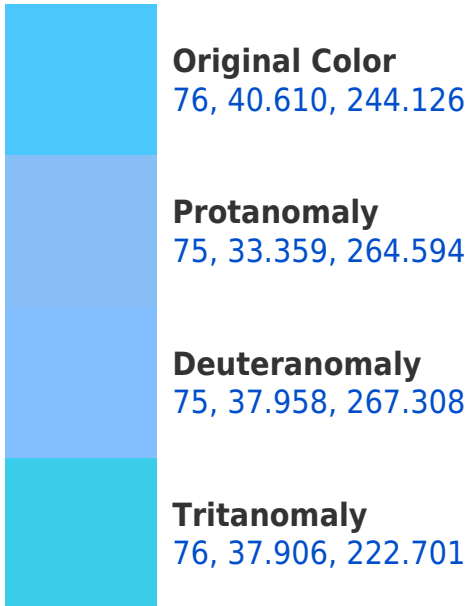 Original Color
76, 40.610, 244.126
Protanomaly
75, 33.359, 264.594
Deuteranomaly
75, 37.958, 267.308
Tritanomaly
76, 37.906, 222.701